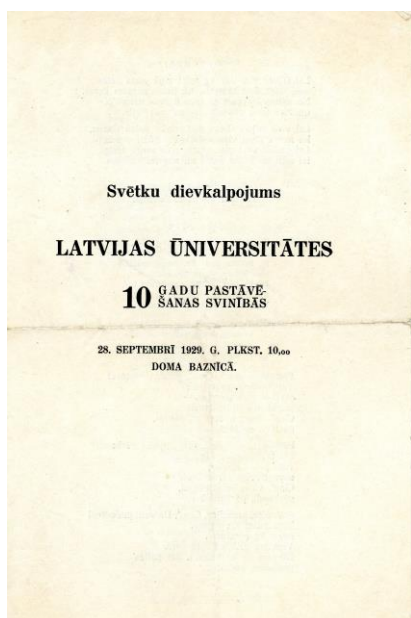 Svētku dievkalpojums
LATVIJAS ŪNIVERSITĀTES
10 GADU PASTĀVĒ-
ŠANAS SVINĪBĀS
28. SEPTEMBRĪ 1929. G. PLKST. 10,00
DOMA BAZNĪCĀ.